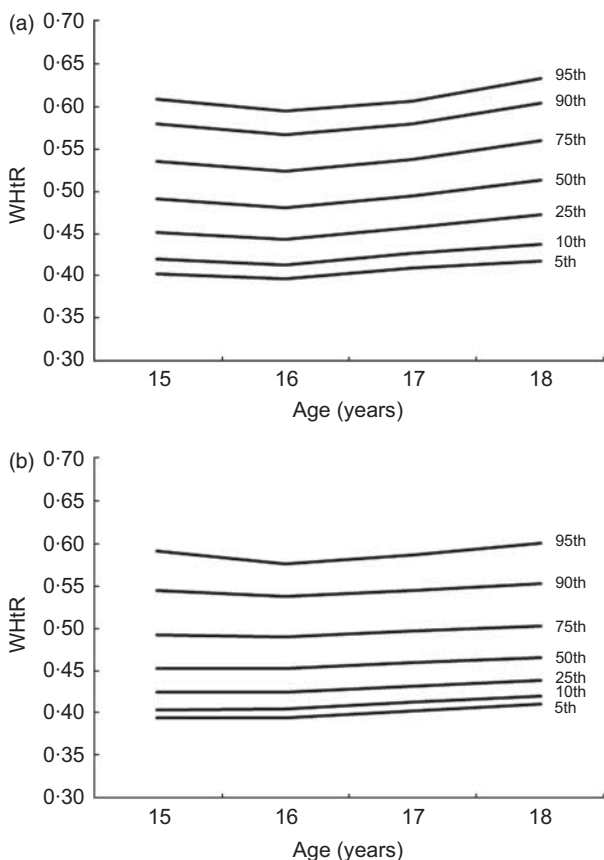 (a)
0·70
0·65
0·60
0·55
0·50
0·45
0·40
0·35
0·30
WHtR
95th
90th
75th
50th
25th
10th
5th
15 16 17 18
Age (years)
(b)
0·70
0·65
0·60
0·55
0·50
0·45
0·40
0·35
0·30
WHtR
95th
90th
75th
50th
25th
10th
5th
15 16 17 18
Age (years)